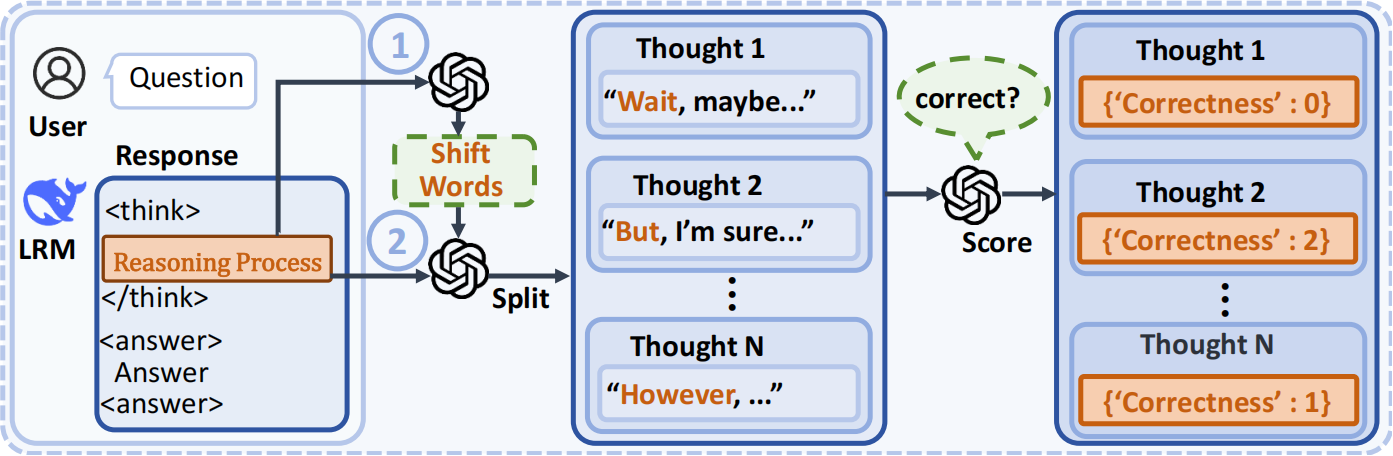 User
Question
LRM
Response
<think>
Reasoning Process
</think>
<answer>
Answer
<answer>
1
Shift
Words
2
Split
Thought 1
“Wait, maybe...”
Thought 2
“But, I’m sure...”
⋮
Thought N
“However, ...”
correct?
Score
Thought 1
{‘Correctness’ : 0}
Thought 2
{‘Correctness’ : 2}
⋮
Thought N
{‘Correctness’ : 1}